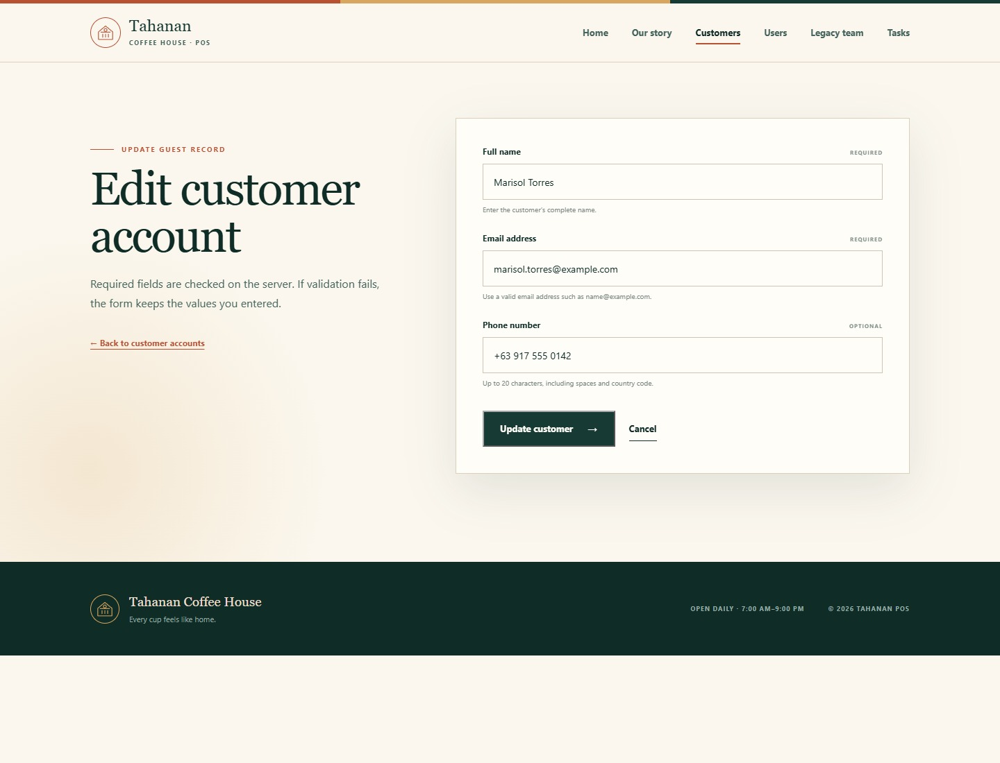 Tahanan
COFFEE HOUSE · POS
Home
Our story
Customers
Users
Legacy team
Tasks
UPDATE GUEST RECORD
Edit customer
account
Required fields are checked on the server. If validation fails,
the form keeps the values you entered.
← Back to customer accounts
Full name
REQUIRED
Marisol Torres
Enter the customer's complete name.
Email address
REQUIRED
marisol.torres@example.com
Use a valid email address such as name@example.com.
Phone number
OPTIONAL
+63 917 555 0142
Up to 20 characters, including spaces and country code.
Update customer →
Cancel
Tahanan Coffee House
Every cup feels like home.
OPEN DAILY · 7:00 AM–9:00 PM
© 2026 TAHANAN POS